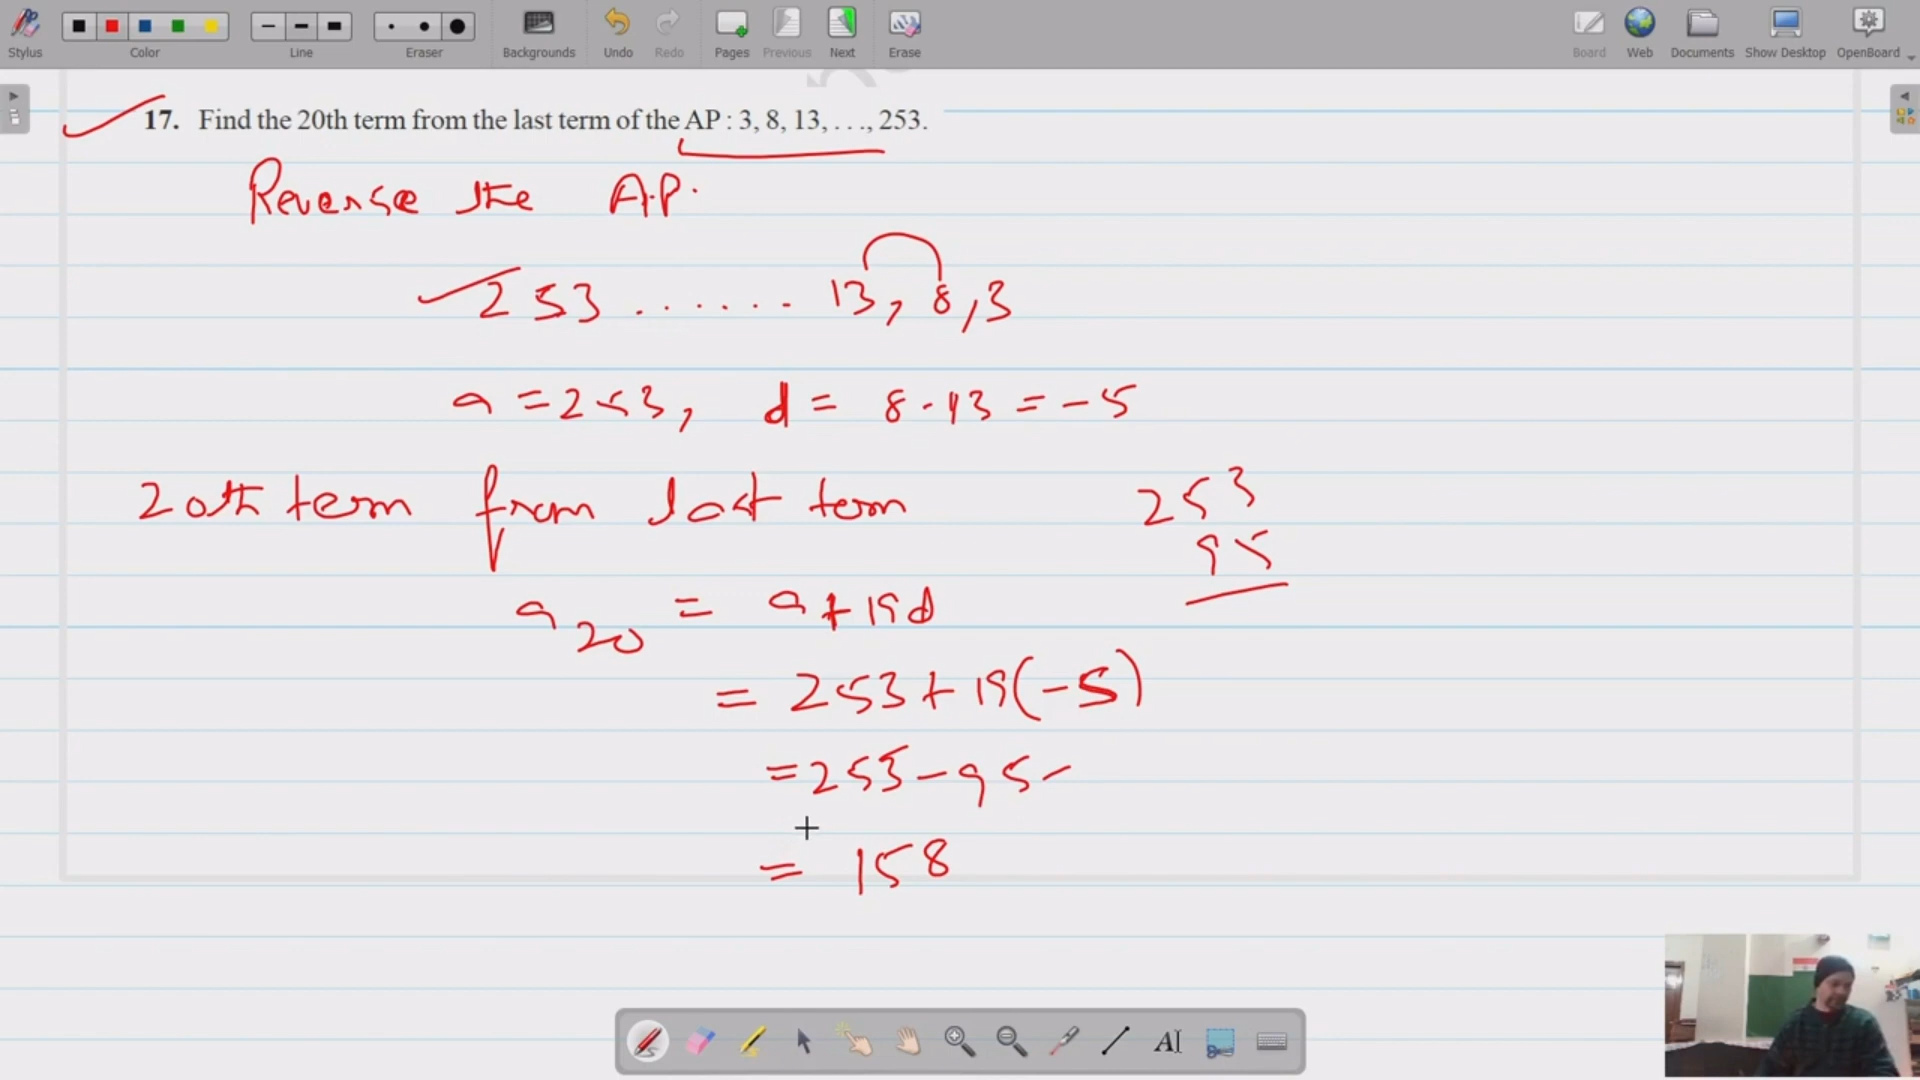 Stylus Color Line Eraser Backgrounds Undo Redo Pages Previous Next Erase Board Web Documents Show Desktop OpenBoard
17. Find the 20th term from the last term of the AP : 3, 8, 13, . . ., 253.
Reverse the A.P.
253 . . . . . . 13, 8, 3
a = 253, d = 8 - 13 = -5
20th term from last term
253
95
a20 = a + 19d
= 253 + 19(-5)
= 253 - 95
= 158
AI